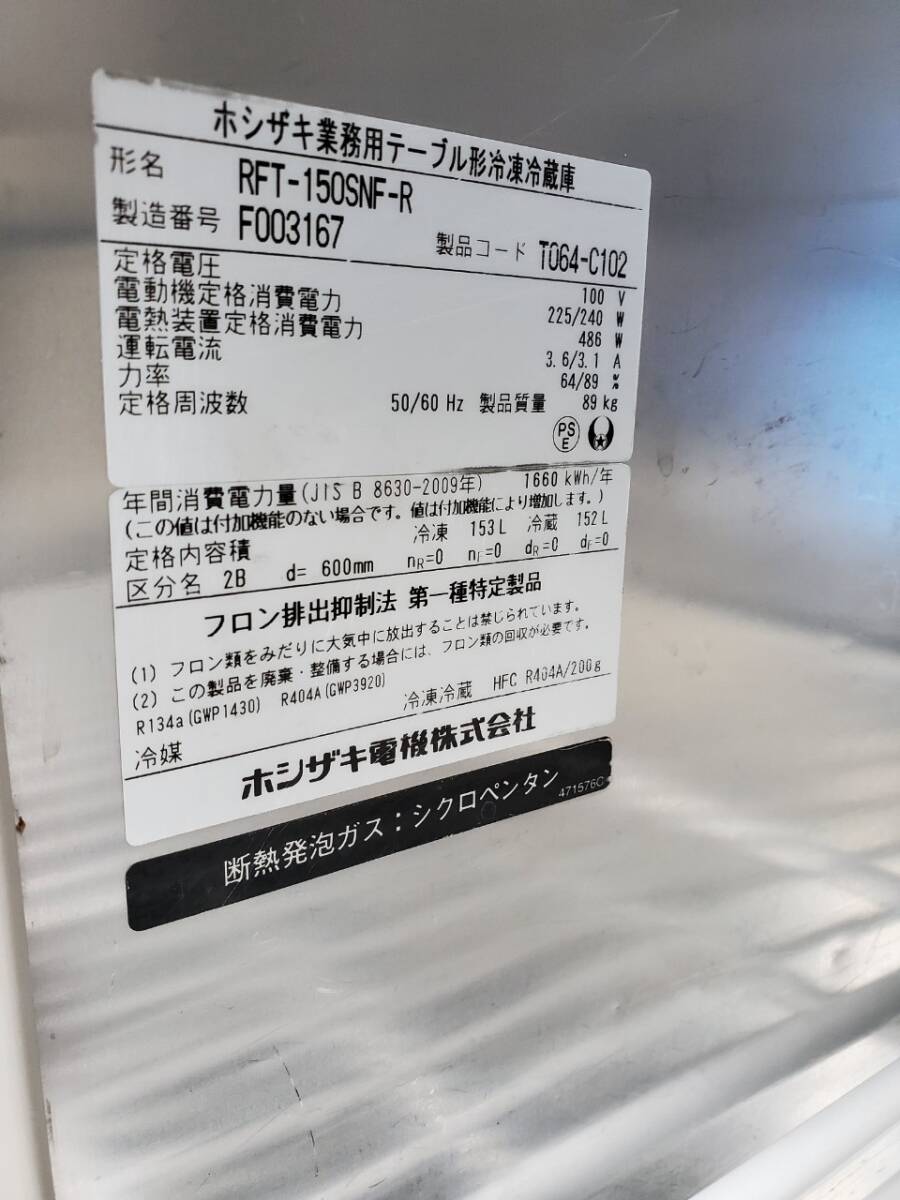 ホシザキ業務用テーブル形冷凍冷蔵庫
形名 RFT-150SNF-R
製造番号 F003167 製品コード T064-C102
定格電圧 100 V
電動機定格消費電力 225/240 W
電熱装置定格消費電力 486 W
運転電流 3.6/3.1 A
力率 64/89 %
定格周波数 50/60 Hz 製品質量 89 kg
PS
E
年間消費電力量(JIS B 8630-2009年) 1660 kWh/年
(この値は付加機能のない場合です。値は付加機能により増加します。)
定格内容積 冷凍 153 L 冷蔵 152 L
区分名 2B d= 600mm nR=0 nF=0 dR=0 dF=0
フロン排出抑制法 第一種特定製品
(1) フロン類をみだりに大気中に放出することは禁じられています。
(2) この製品を廃棄・整備する場合には、フロン類の回収が必要です。
R134a(GWP1430) R404A(GWP3920)
冷媒 冷凍冷蔵 HFC R404A/200g
ホシザキ電機株式会社
断熱発泡ガス：シクロペンタン
471576C